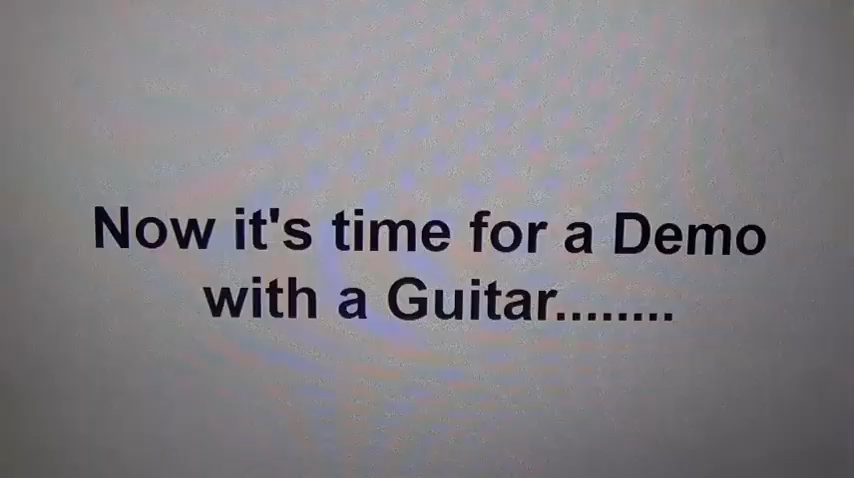 Now it's time for a Demo
with a Guitar........